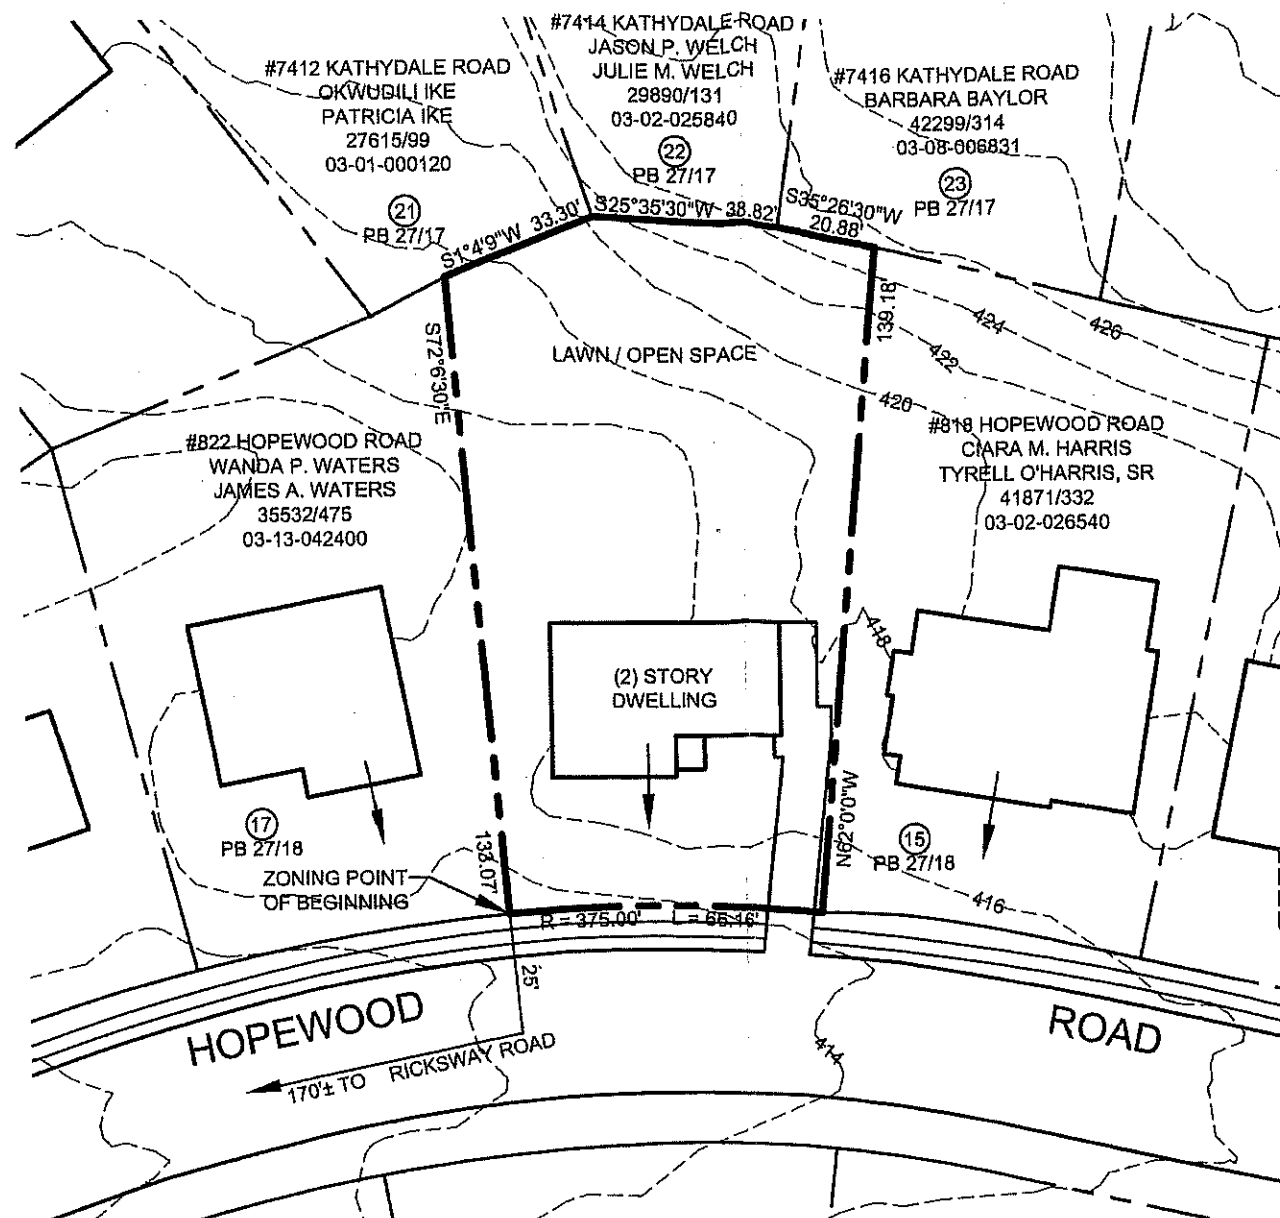 #7412 KATHYDALE ROAD
OKWUDILI IKE
PATRICIA IKE
27615/99
03-01-000120
21
PB 27/17
#7414 KATHYDALE ROAD
JASON P. WELCH
JULIE M. WELCH
29890/131
03-02-025840
22
PB 27/17
#7416 KATHYDALE ROAD
BARBARA BAYLOR
42299/314
03-08-006831
23
PB 27/17
S1°4'9"W 33.30'
S25°35'30"W 38.82'
S35°26'30"W
20.88'
S72°6'30"E
133.07'
139.18'
N62°0'0"W
LAWN / OPEN SPACE
424
426
422
420
#822 HOPEWOOD ROAD
WANDA P. WATERS
JAMES A. WATERS
35532/475
03-13-042400
#818 HOPEWOOD ROAD
CIARA M. HARRIS
TYRELL O'HARRIS, SR
41871/332
03-02-026540
418
(2) STORY
DWELLING
17
PB 27/18
15
PB 27/18
ZONING POINT
OF BEGINNING
416
R = 375.00' L = 66.16'
25'
HOPEWOOD ROAD
414
170'± TO RICKSWAY ROAD